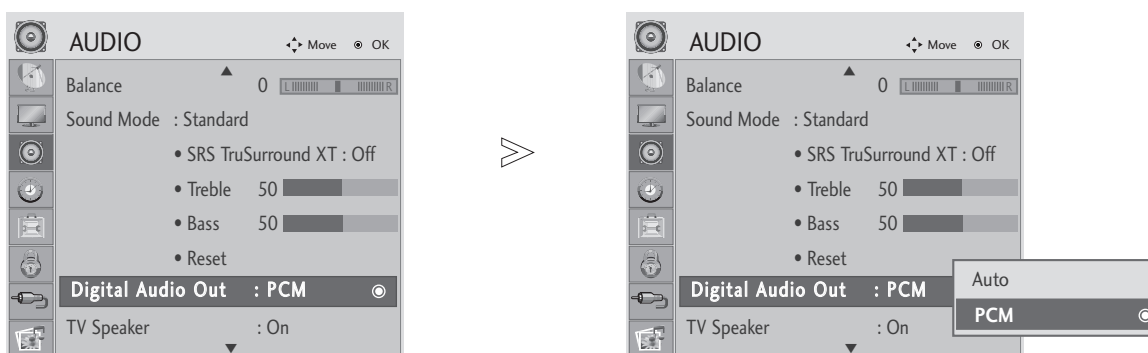 AUDIO Move OK
Balance 0 L R
Sound Mode : Standard
• SRS TruSurround XT : Off
• Treble 50
• Bass 50
• Reset
Digital Audio Out : PCM
TV Speaker : On
AUDIO Move OK
Balance 0 L R
Sound Mode : Standard
• SRS TruSurround XT : Off
• Treble 50
• Bass 50
• Reset
Digital Audio Out : PCM
TV Speaker : On
Auto
PCM